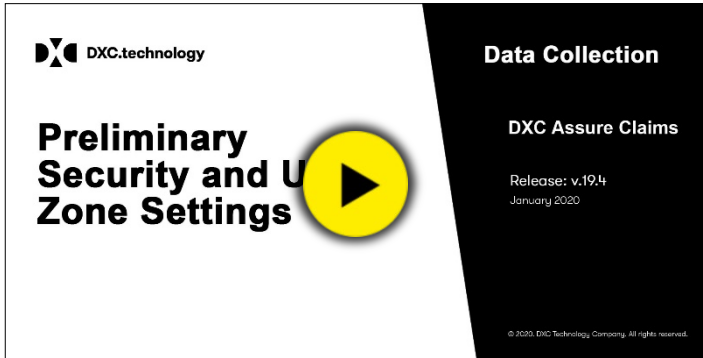 DXC.technology
Preliminary
Security and U
Zone Settings
Data Collection
DXC Assure Claims
Release: v.19.4
January 2020
© 2020. DXC Technology Company. All rights reserved.